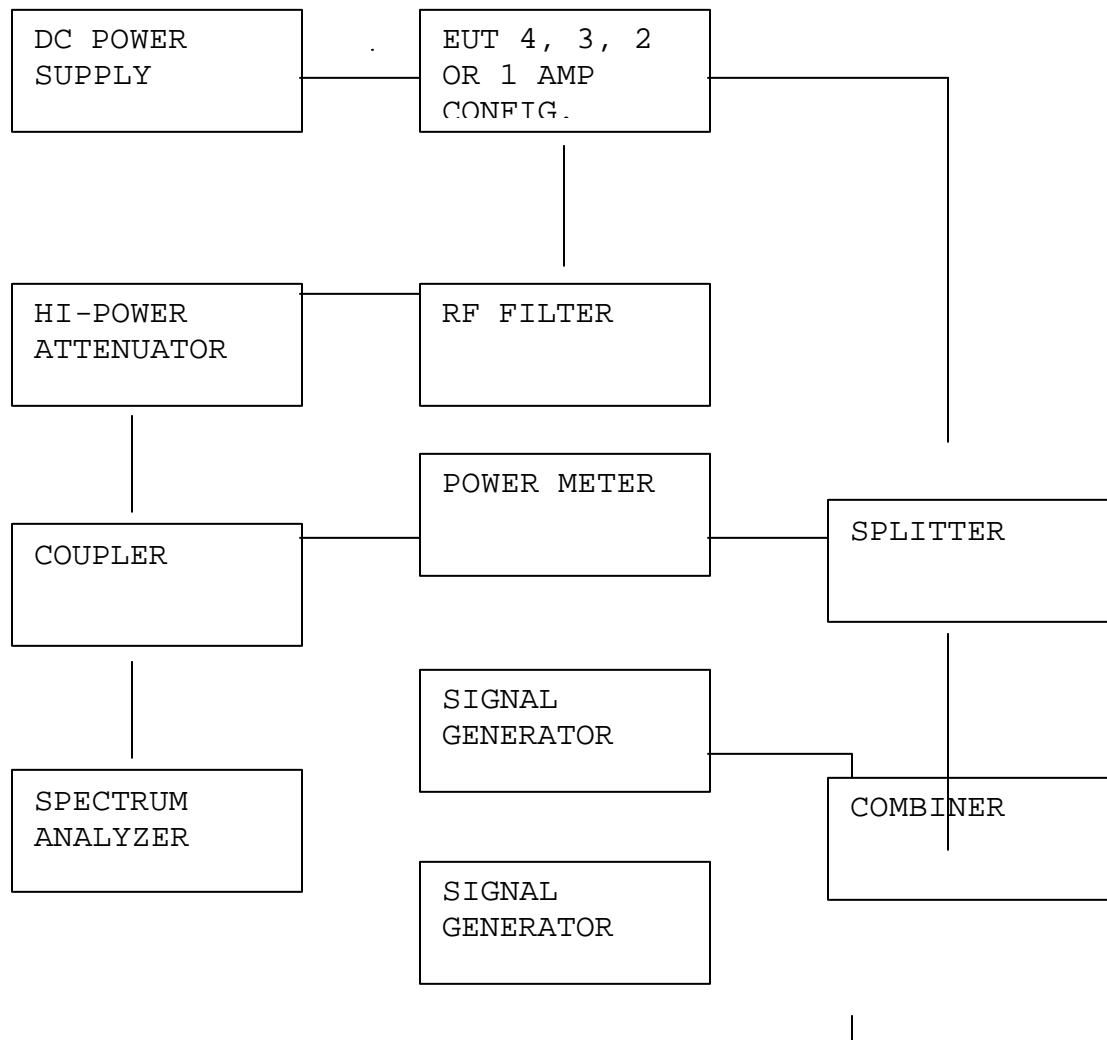 DC POWER
SUPPLY
EUT 4, 3, 2
OR 1 AMP
CONFIG.
HI-POWER
ATTENUATOR
RF FILTER
POWER METER
SPLITTER
COUPLER
SIGNAL
GENERATOR
SPECTRUM
ANALYZER
COMBINER
SIGNAL
GENERATOR